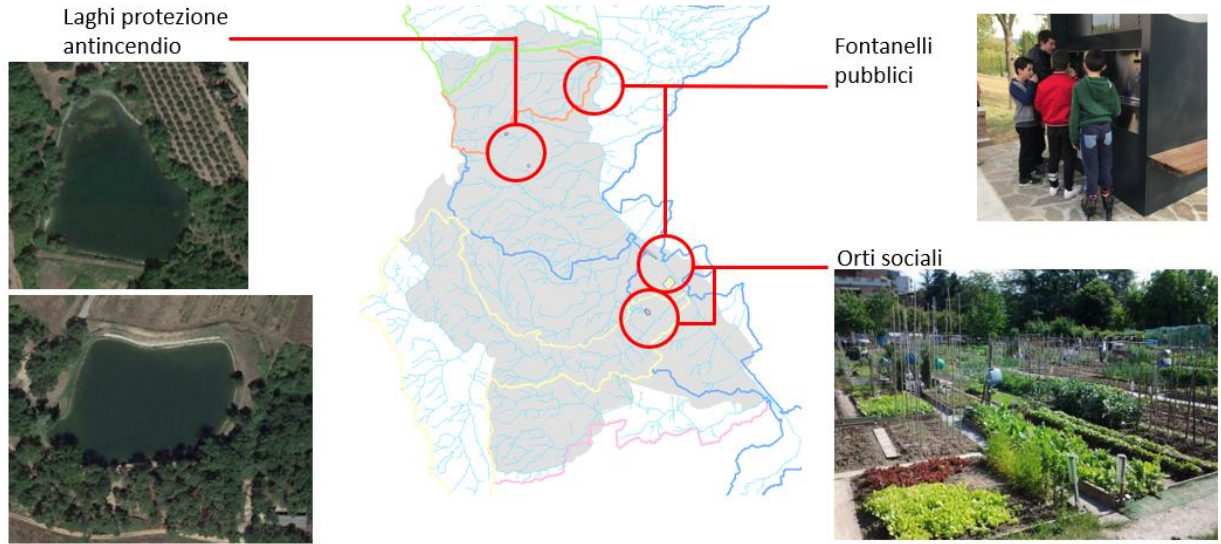 Laghi protezione
antincendio
Fontanelli
pubblici
Orti sociali